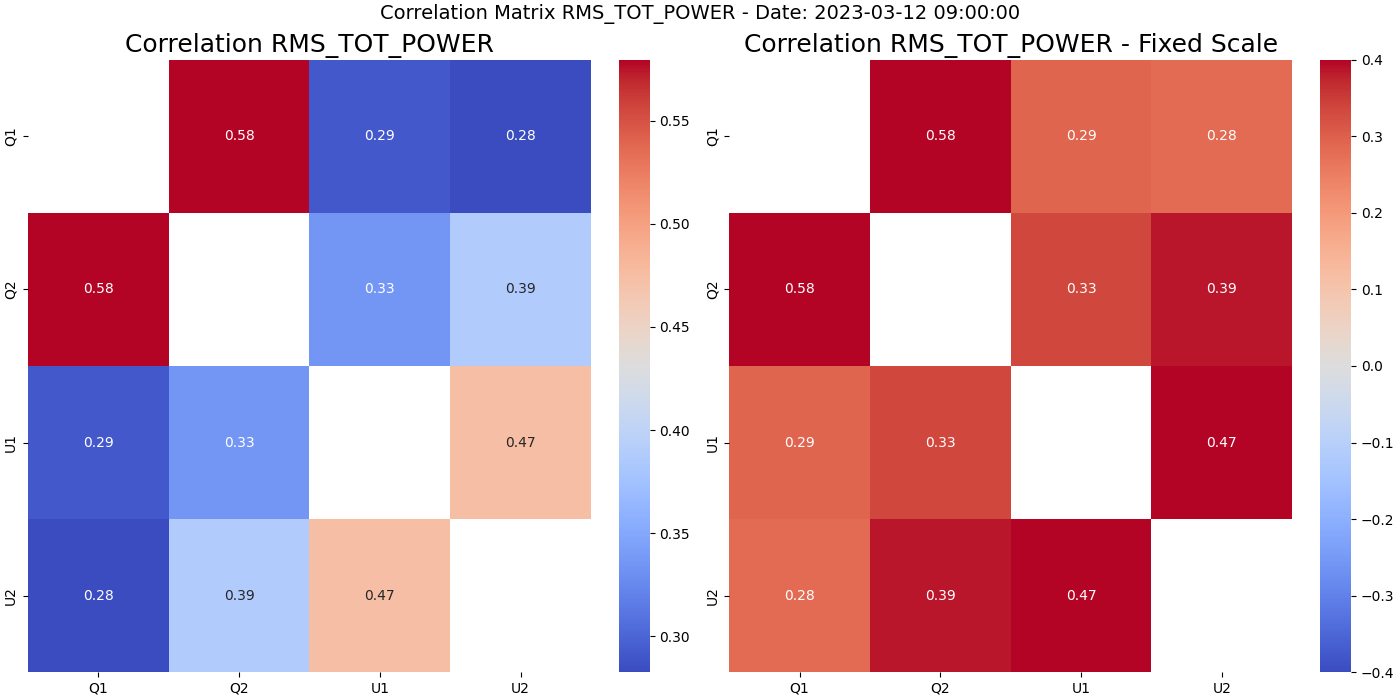 Correlation Matrix RMS_TOT_POWER - Date: 2023-03-12 09:00:00
Correlation RMS_TOT_POWER
Q1
0.58
0.29
0.28
Q2
0.58
0.33
0.39
U1
0.29
0.33
0.47
U2
0.28
0.39
0.47
Q1
Q2
U1
U2
0.55
0.50
0.45
0.40
0.35
0.30
Correlation RMS_TOT_POWER - Fixed Scale
Q1
0.58
0.29
0.28
Q2
0.58
0.33
0.39
U1
0.29
0.33
0.47
U2
0.28
0.39
0.47
Q1
Q2
U1
U2
0.4
0.3
0.2
0.1
0.0
−0.1
−0.2
−0.3
−0.4